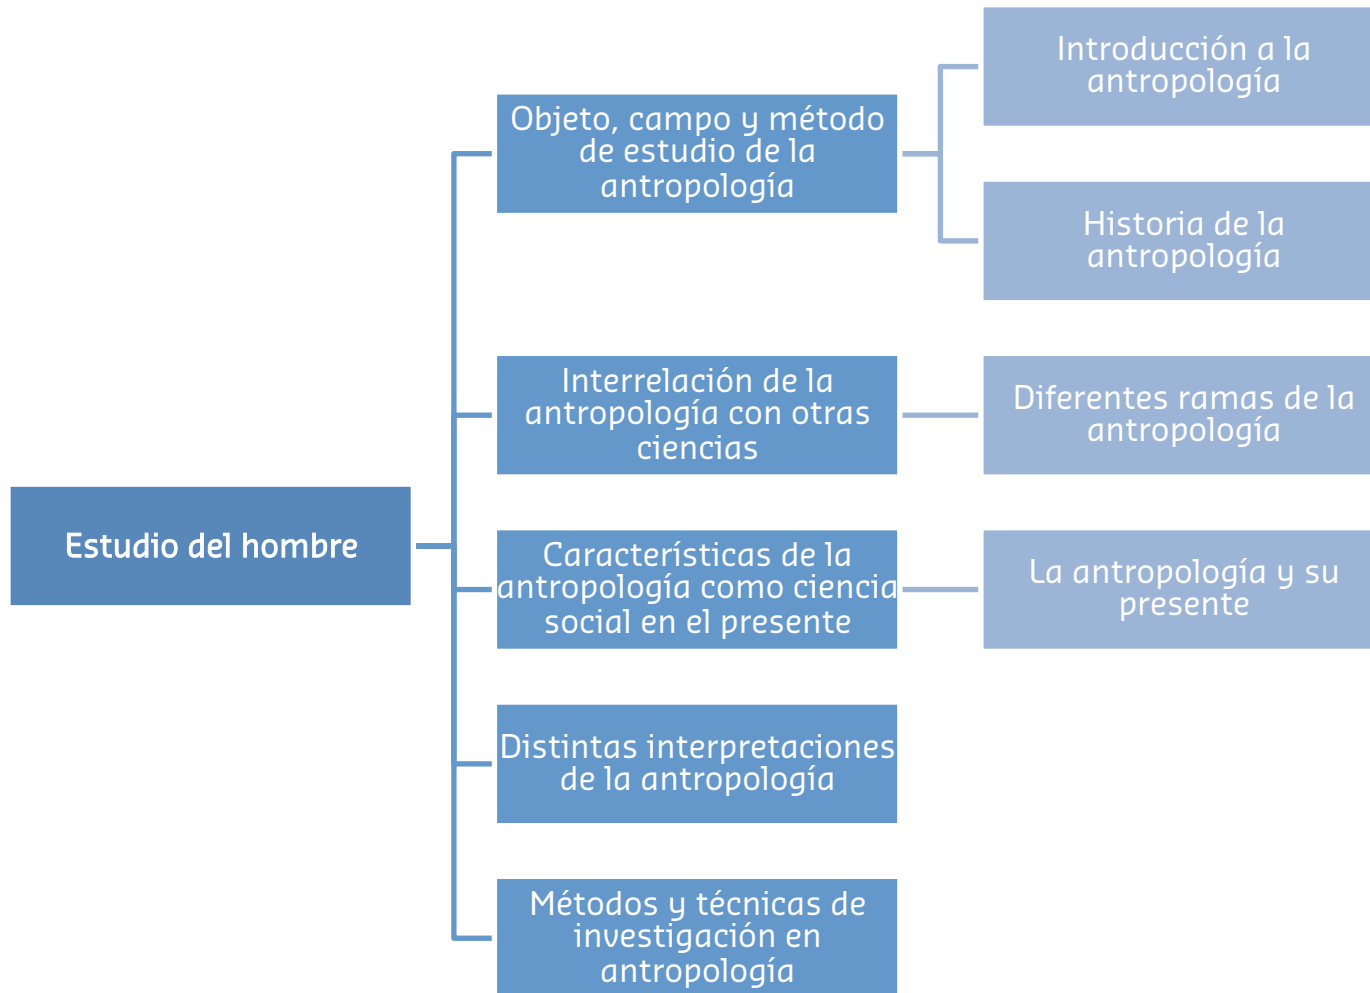 Introducción a la
antropología
Objeto, campo y método
de estudio de la
antropología
Historia de la
antropología
Interrelación de la
antropología con otras
ciencias
Diferentes ramas de la
antropología
Estudio del hombre
Características de la
antropología como ciencia
social en el presente
La antropología y su
presente
Distintas interpretaciones
de la antropología
Métodos y técnicas de
investigación en
antropología